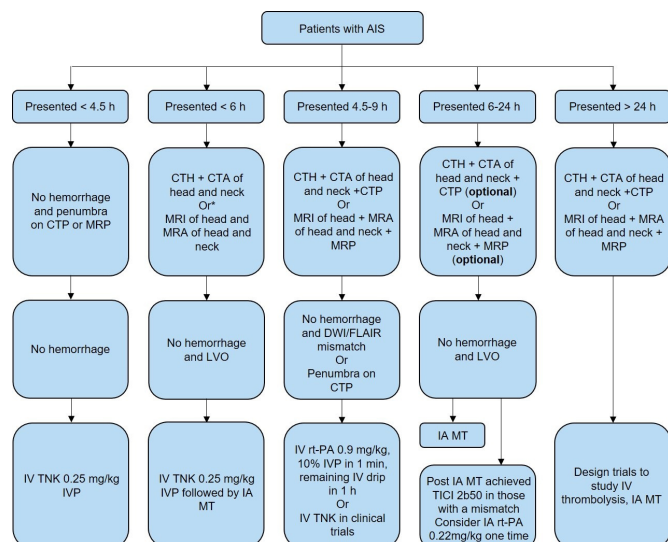 Patients with AIS
Presented < 4.5 h
Presented < 6 h
Presented 4.5-9 h
Presented 6-24 h
Presented > 24 h
No hemorrhage
and penumbra
on CTP or MRP
CTH + CTA of
head and neck
Or*
MRI of head and
MRA of head and
neck
CTH + CTA of head
and neck +CTP
Or
MRI of head + MRA
of head and neck +
MRP
CTH + CTA of
head and neck +
CTP (optional)
Or
MRI of head +
MRA of head and
neck + MRP
(optional)
CTH + CTA of head
and neck +CTP
Or
MRI of head + MRA
of head and neck +
MRP
No hemorrhage
No hemorrhage
and LVO
No hemorrhage
and DWI/FLAIR
mismatch
Or
Penumbra on
CTP
No hemorrhage
and LVO
IV TNK 0.25 mg/kg
IVP
IV TNK 0.25 mg/kg
IVP followed by IA
MT
IV rt-PA 0.9 mg/kg,
10% IVP in 1 min,
remaining IV drip
in 1 h
Or
IV TNK in clinical
trials
IA MT
Post IA MT achieved
TICI 2b50 in those
with a mismatch
Consider IA rt-PA
0.22mg/kg one time
Design trials to
study IV
thrombolysis, IA MT